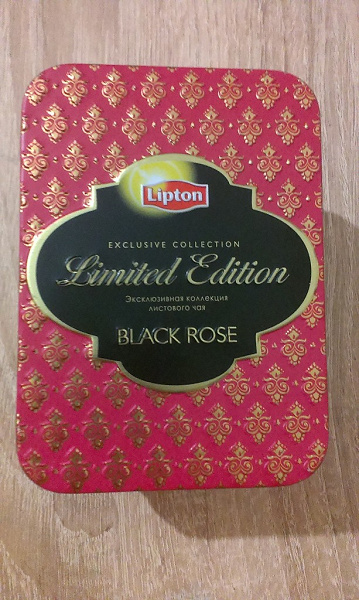 Lipton
EXCLUSIVE COLLECTION
Limited Edition
Эксклюзивная коллекция
листового чая
BLACK ROSE